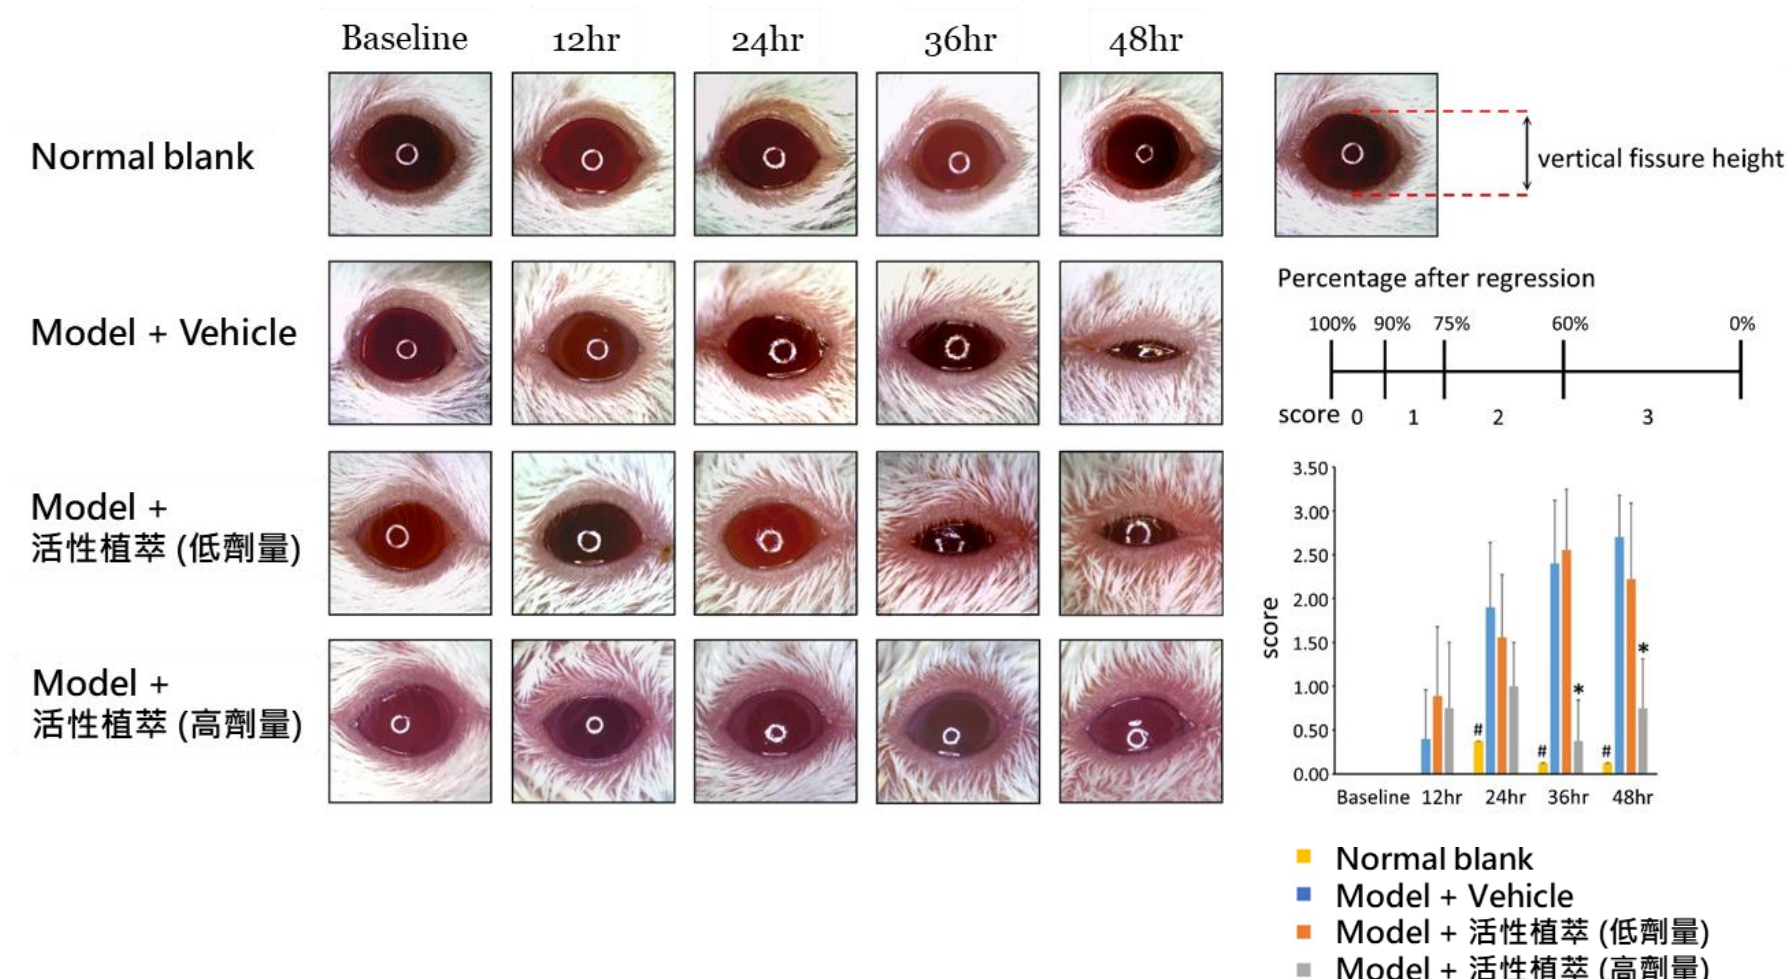 Baseline 12hr 24hr 36hr 48hr
Normal blank
vertical fissure height
Model + Vehicle
Percentage after regression
100% 90% 75% 60% 0%
score 0 1 2 3
Model +
活性植萃 (低劑量)
Model +
活性植萃 (高劑量)
3.50
3.00
2.50
2.00
1.50
1.00
0.50
0.00
score
*
*
#
#
#
Baseline 12hr 24hr 36hr 48hr
Normal blank
Model + Vehicle
Model + 活性植萃 (低劑量)
Model + 活性植萃 (高劑量)